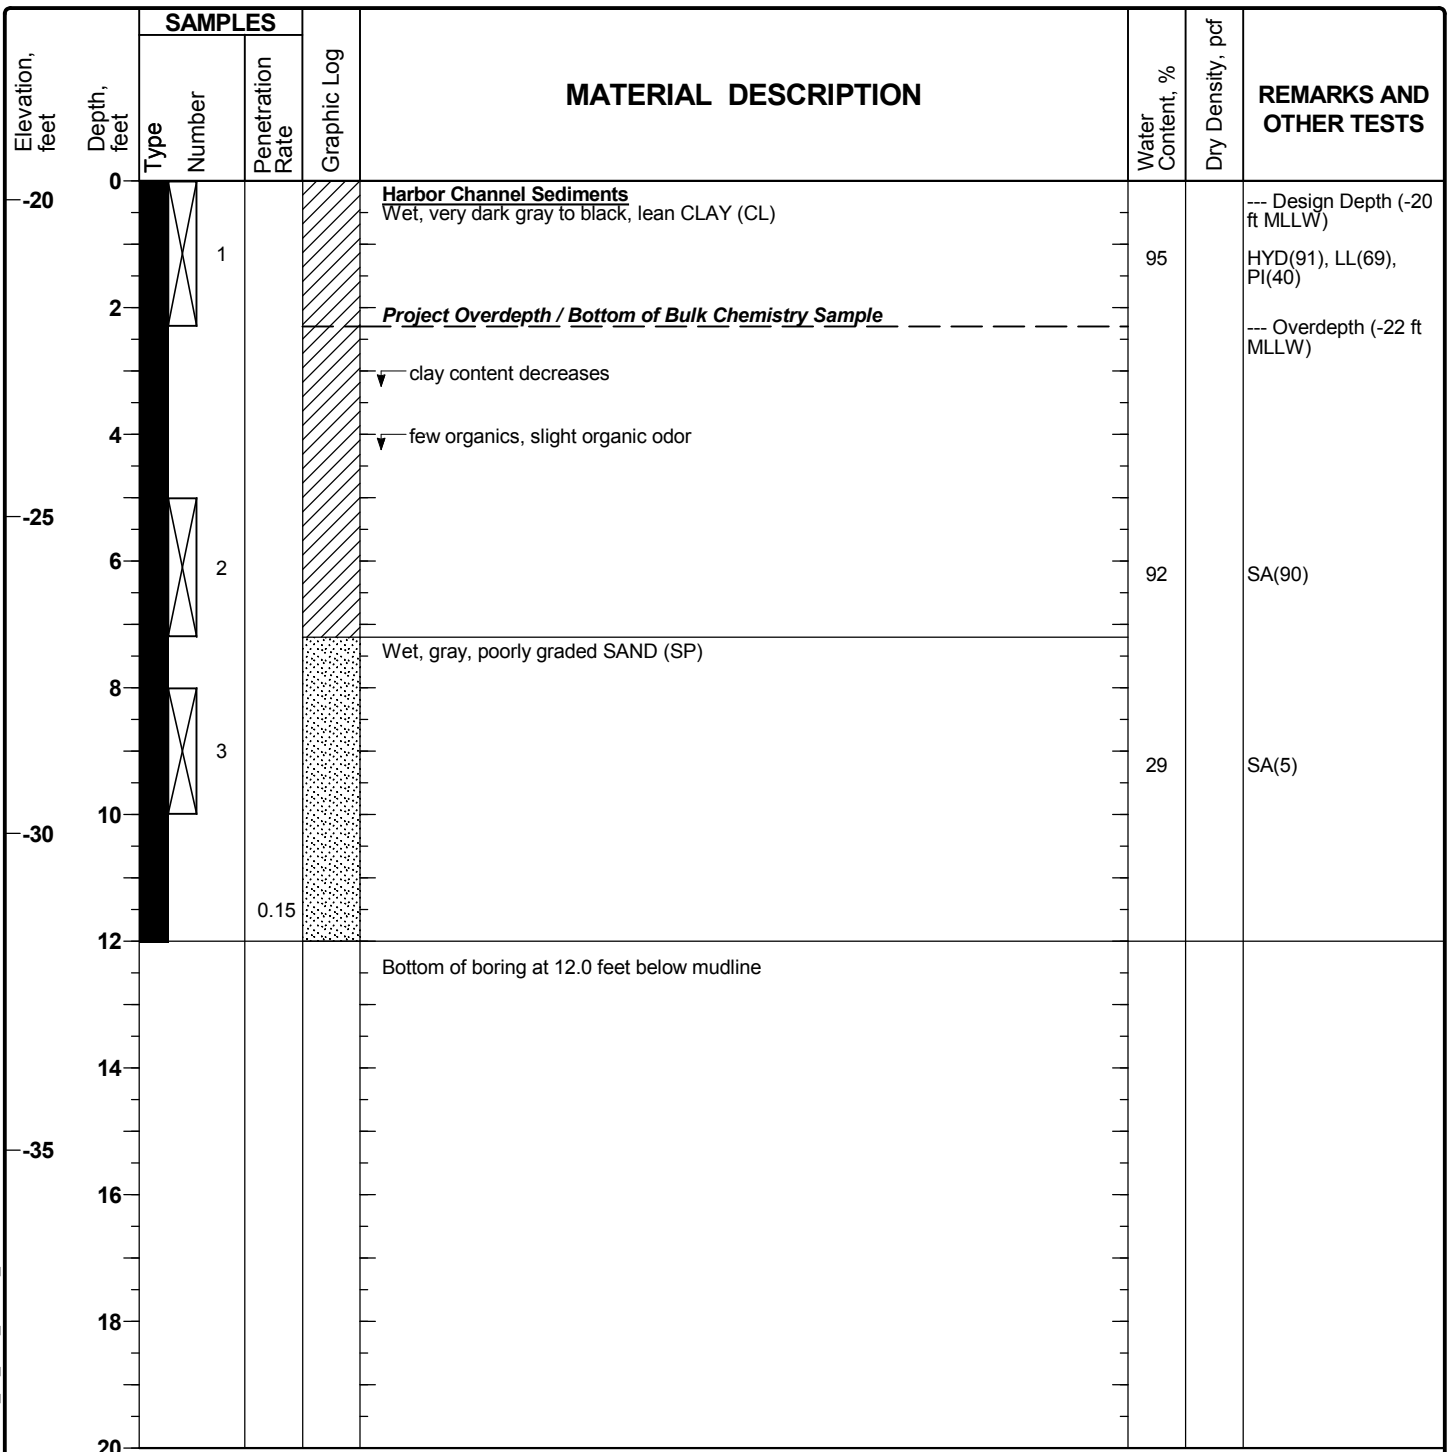 SAMPLES
Elevation,
feet
Depth,
feet
Type
Number
Penetration
Rate
Graphic Log
MATERIAL DESCRIPTION
Water
Content, %
Dry Density, pcf
REMARKS AND
OTHER TESTS
0
-20
Harbor Channel Sediments
Wet, very dark gray to black, lean CLAY (CL)
--- Design Depth (-20
ft MLLW)
1
95
HYD(91), LL(69),
PI(40)
2
Project Overdepth / Bottom of Bulk Chemistry Sample
--- Overdepth (-22 ft
MLLW)
clay content decreases
4
few organics, slight organic odor
-25
6
2
92
SA(90)
Wet, gray, poorly graded SAND (SP)
8
3
29
SA(5)
10
-30
0.15
12
Bottom of boring at 12.0 feet below mudline
14
-35
16
18
20